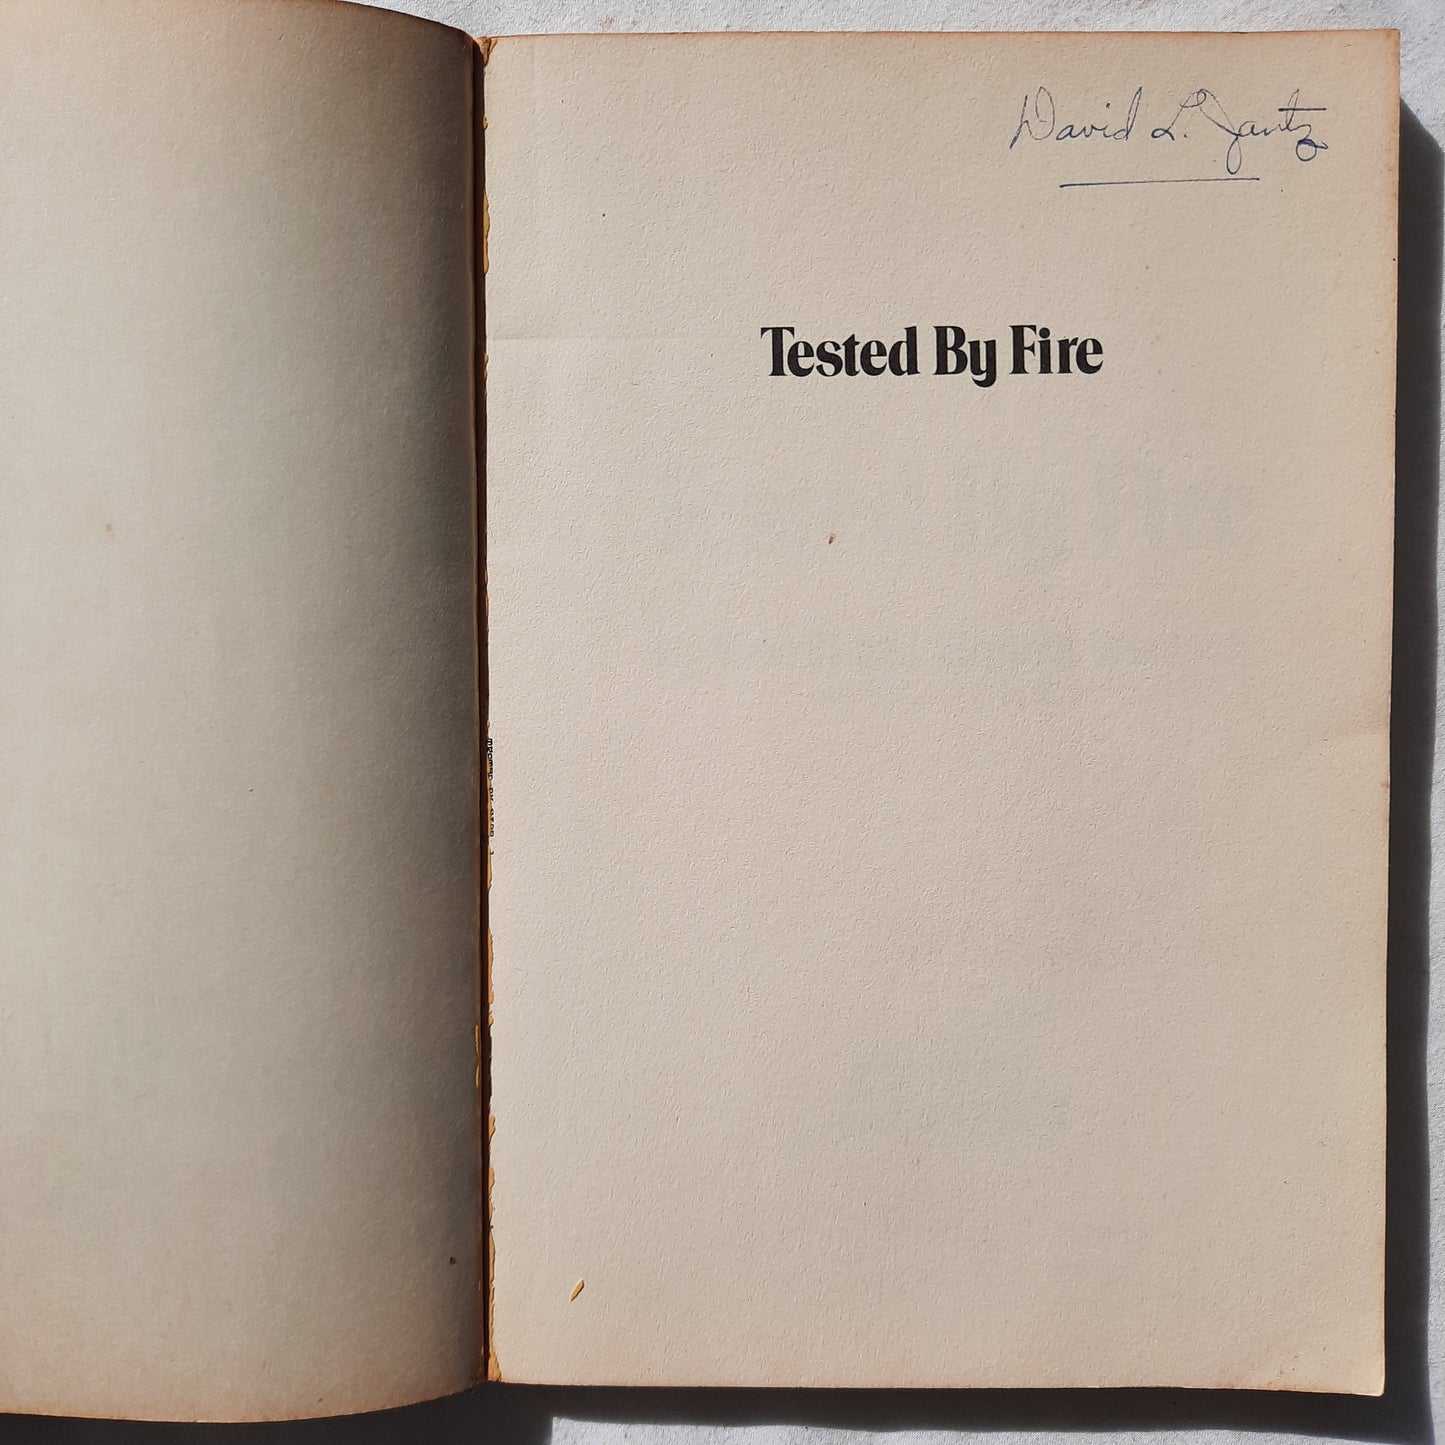 David L. Jantz
Tested By Fire